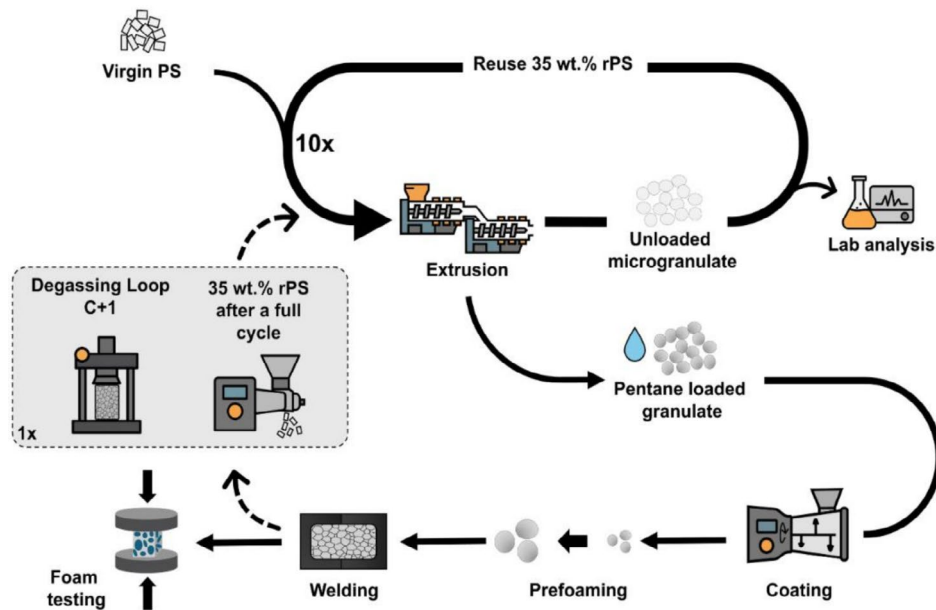 Virgin PS
Reuse 35 wt.% rPS
10x
Extrusion
Unloaded
microgranulate
Lab analysis
Degassing Loop
C+1
35 wt.% rPS
after a full
cycle
1x
Pentane loaded
granulate
Foam
testing
Welding
Prefoaming
Coating